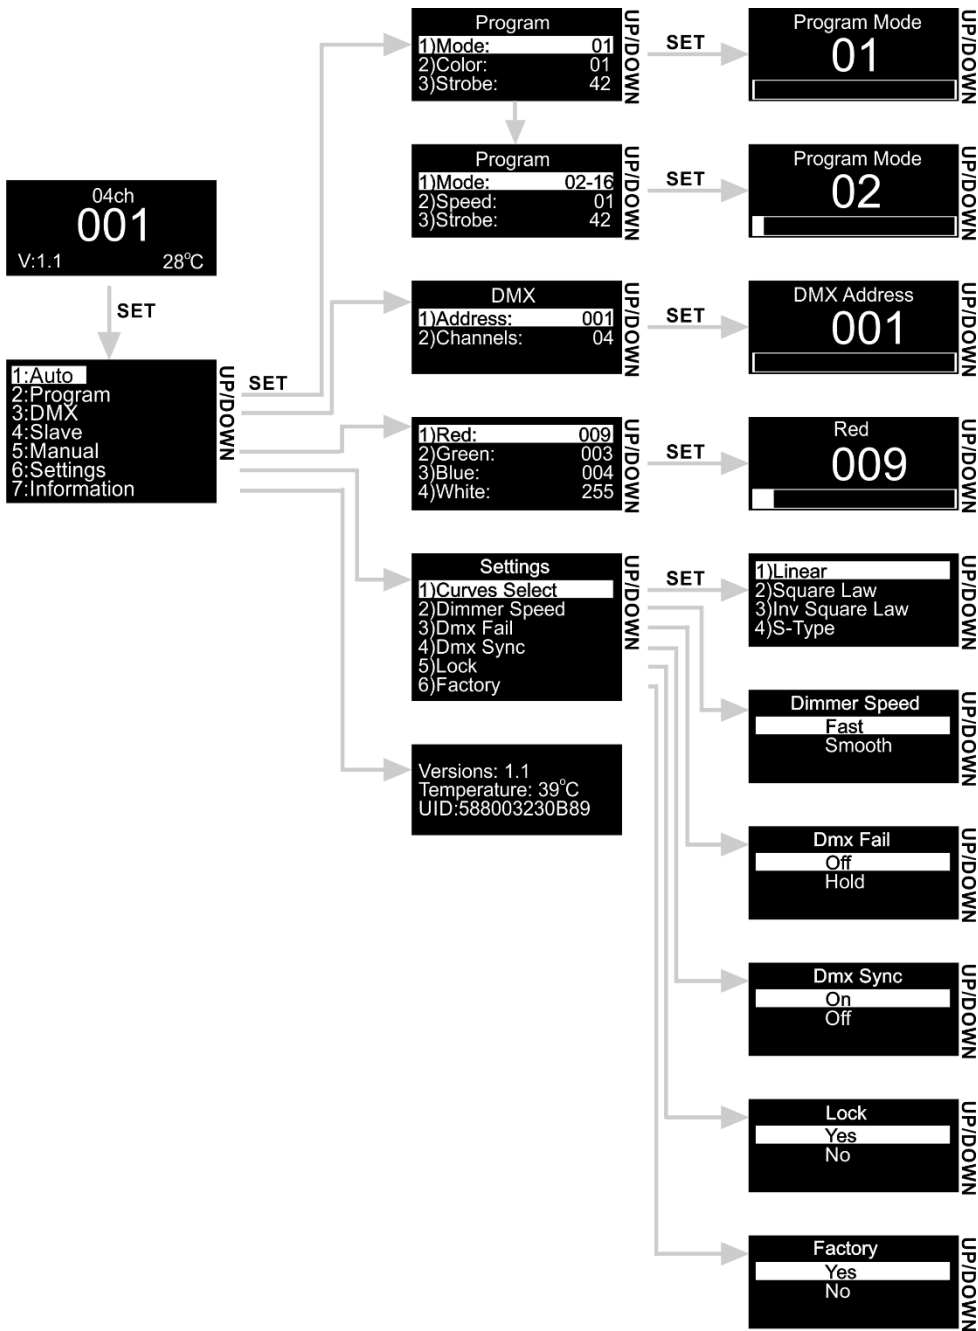 04ch
001
V:1.1 28°C
SET
1:Auto
2:Program
3:DMX
4:Slave
5:Manual
6:Settings
7:Information
UP/DOWN
SET
Program
1)Mode: 01
2)Color: 01
3)Strobe: 42
UP/DOWN
SET
Program Mode
01
UP/DOWN
Program
1)Mode: 02-16
2)Speed: 01
3)Strobe: 42
UP/DOWN
SET
Program Mode
02
UP/DOWN
DMX
1)Address: 001
2)Channels: 04
UP/DOWN
SET
DMX Address
001
UP/DOWN
1)Red: 009
2)Green: 003
3)Blue: 004
4)White: 255
UP/DOWN
SET
Red
009
UP/DOWN
Settings
1)Curves Select
2)Dimmer Speed
3)Dmx Fail
4)Dmx Sync
5)Lock
6)Factory
UP/DOWN
SET
1)Linear
2)Square Law
3)Inv Square Law
4)S-Type
UP/DOWN
Dimmer Speed
Fast
Smooth
UP/DOWN
Versions: 1.1
Temperature: 39°C
UID:588003230B89
Dmx Fail
Off
Hold
UP/DOWN
Dmx Sync
On
Off
UP/DOWN
Lock
Yes
No
UP/DOWN
Factory
Yes
No
UP/DOWN